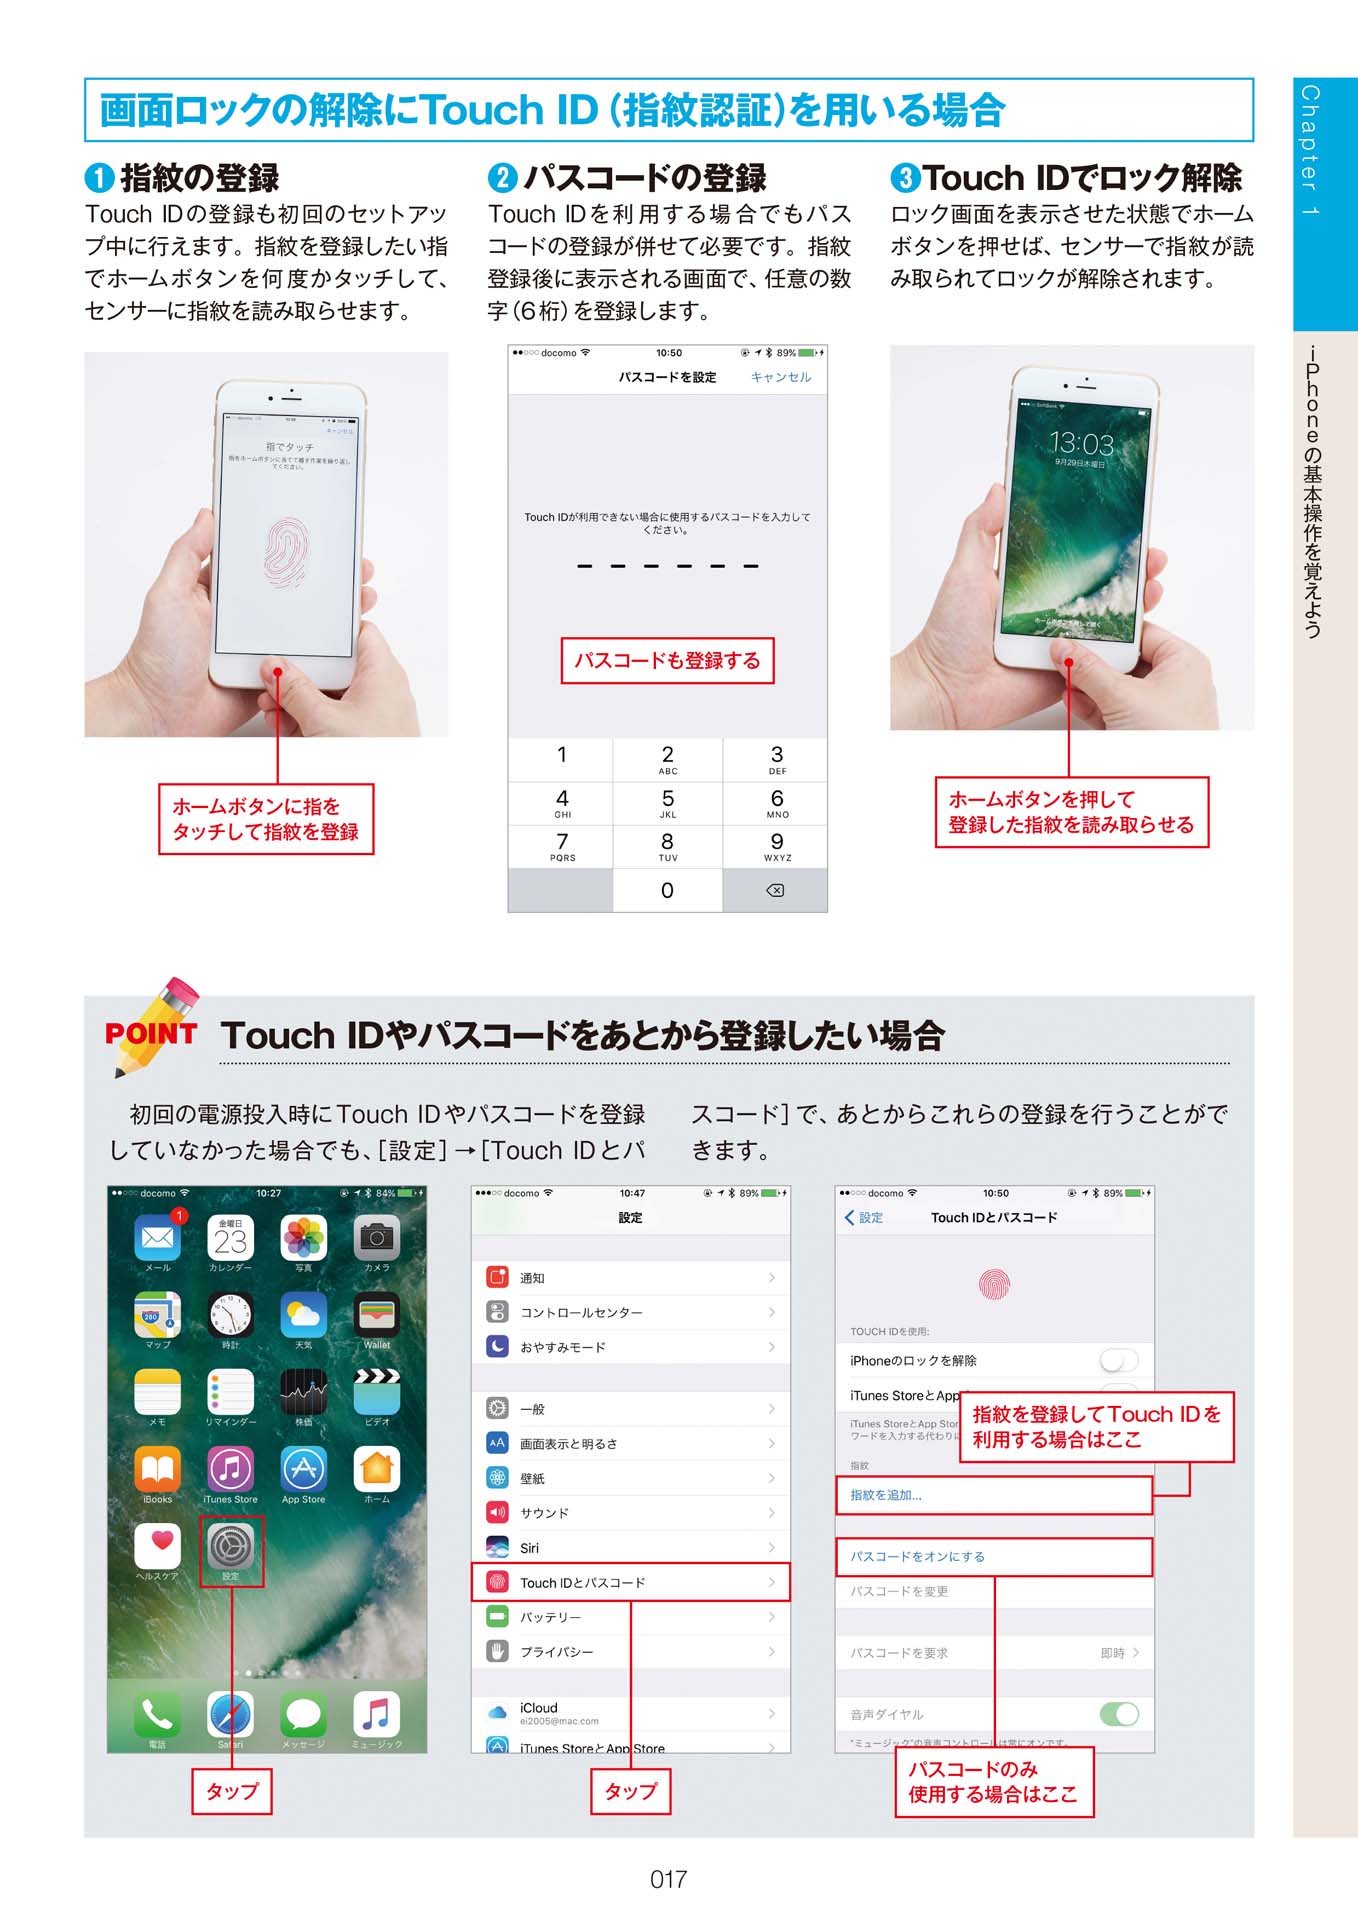 画面ロックの解除にTouch ID（指紋認証）を用いる場合
Chapter 1
iPhoneの基本操作を覚えよう
❶指紋の登録
Touch IDの登録も初回のセットアッ
プ中に行えます。指紋を登録したい指
でホームボタンを何度かタッチして、
センサーに指紋を読み取らせます。
キャンセル
指でタッチ
指をホームボタンに当てて離す作業を繰り返し
てください。
ホームボタンに指を
タッチして指紋を登録
❷パスコードの登録
Touch IDを利用する場合でもパス
コードの登録が併せて必要です。指紋
登録後に表示される画面で、任意の数
字（6桁）を登録します。
docomo 10:50 89%
パスコードを設定 キャンセル
Touch IDが利用できない場合に使用するパスコードを入力して
ください。
パスコードも登録する
1 2 3
ABC DEF
4 5 6
GHI JKL MNO
7 8 9
PQRS TUV WXYZ
0
❸Touch IDでロック解除
ロック画面を表示させた状態でホーム
ボタンを押せば、センサーで指紋が読
み取られてロックが解除されます。
SoftBank
13:03
9月29日木曜日
ホームボタンを押して開く
ホームボタンを押して
登録した指紋を読み取らせる
POINT
Touch IDやパスコードをあとから登録したい場合
初回の電源投入時にTouch IDやパスコードを登録
していなかった場合でも、［設定］→［Touch IDとパ
スコード］で、あとからこれらの登録を行うことがで
きます。
docomo 10:27 84%
1
金曜日
23
メール カレンダー 写真 カメラ
280
マップ 時計 天気 Wallet
メモ リマインダー 株価 ビデオ
iBooks iTunes Store App Store ホーム
ヘルスケア 設定
電話 Safari メッセージ ミュージック
タップ
docomo 10:47 89%
設定
通知
コントロールセンター
おやすみモード
一般
AA 画面表示と明るさ
壁紙
サウンド
Siri
Touch IDとパスコード
バッテリー
プライバシー
iCloud
ei2005@mac.com
iTunes StoreとApp Store
タップ
docomo 10:50 89%
設定 Touch IDとパスコード
TOUCH IDを使用:
iPhoneのロックを解除
iTunes StoreとApp
iTunes StoreとApp Stor
ワードを入力する代わりに
指紋を登録してTouch IDを
利用する場合はここ
指紋
指紋を追加...
パスコードをオンにする
パスコードを変更
パスコードを要求 即時
音声ダイヤル
"ミュージック"の音声コントロールは常にオンです。
パスコードのみ
使用する場合はここ
017